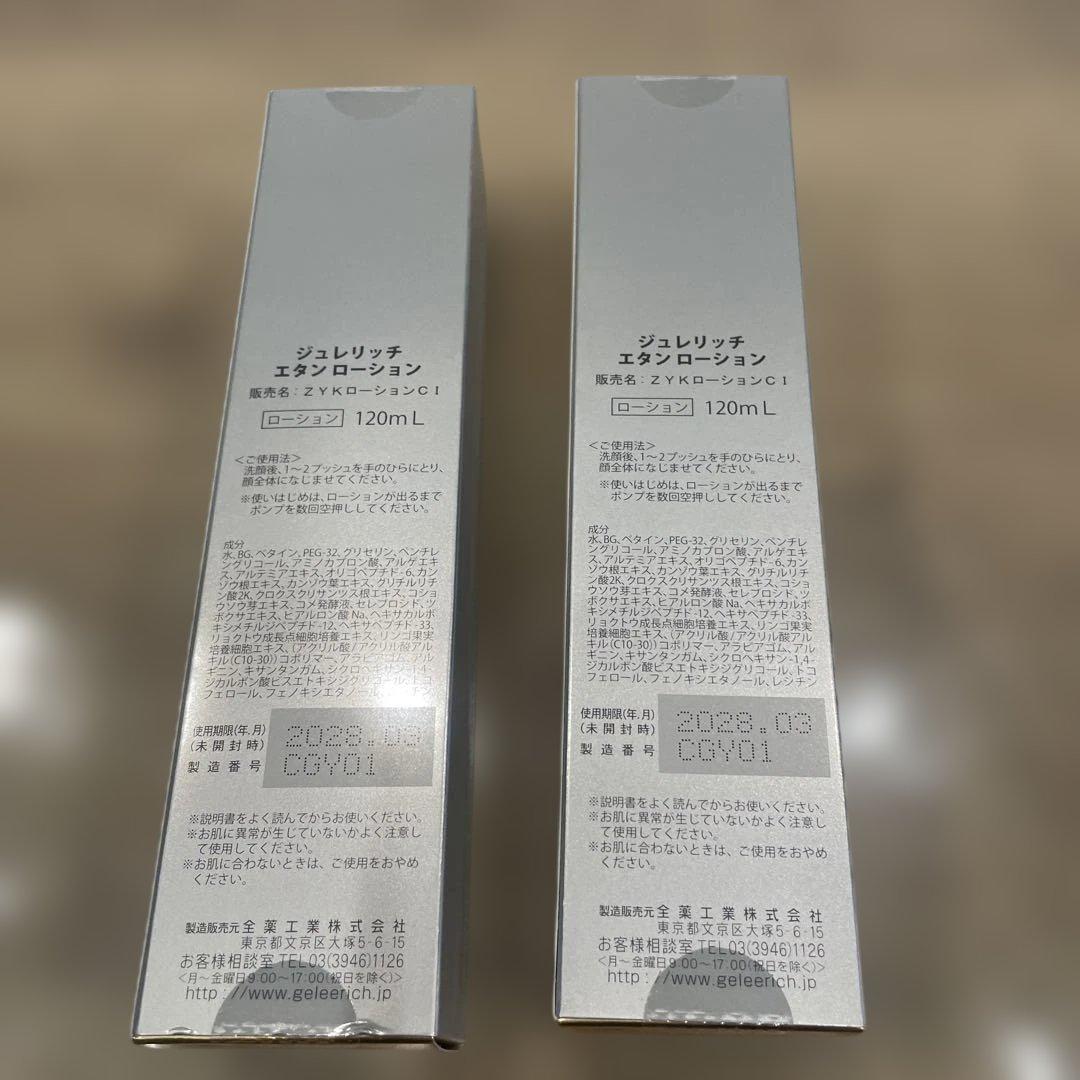 ジュレリッチ
エタン ローション
販売名：ＺＹＫローションＣＩ
ローション 120mL
＜ご使用法＞
洗顔後、1～2プッシュを手のひらにとり、
顔全体になじませてください。
※使いはじめは、ローションが出るまで
ポンプを数回空押ししてください。
成分
水、BG、ベタイン、PEG-32、グリセリン、ペンチレ
ングリコール、アミノカプロン酸、アルゲエキ
ス、アルテミアエキス、オリゴペプチド-6、カン
ゾウ根エキス、カンゾウ葉エキス、グリチルリチ
ン酸2K、クロクスクリサンツス根エキス、コショ
ウソウ芽エキス、コメ発酵液、セレブロシド、ツ
ボクサエキス、ヒアルロン酸Na、ヘキサカルボ
キシメチルジペプチド-12、ヘキサペプチド-33、
リョクトウ成長点細胞培養エキス、リンゴ果実
培養細胞エキス、（アクリル酸/アクリル酸アル
キル（C10-30））コポリマー、アラビアゴム、アル
ギニン、キサンタンガム、シクロヘキサン-1,4-
ジカルボン酸ビスエトキシジグリコール、トコ
フェロール、フェノキシエタノール、レシチン
使用期限(年.月)
(未開封時)
2028.03
製造番号 CGY01
※説明書をよく読んでからお使いください。
※お肌に異常が生じていないかよく注意し
て使用してください。
※お肌に合わないときは、ご使用をおやめ
ください。
製造販売元 全薬工業株式会社
東京都文京区大塚5-6-15
お客様相談室 TEL03(3946)1126
＜月～金曜日9:00～17:00(祝日を除く)＞
http://www.geleerich.jp
ジュレリッチ
エタン ローション
販売名：ＺＹＫローションＣＩ
ローション 120mL
＜ご使用法＞
洗顔後、1～2プッシュを手のひらにとり、
顔全体になじませてください。
※使いはじめは、ローションが出るまで
ポンプを数回空押ししてください。
成分
水、BG、ベタイン、PEG-32、グリセリン、ペンチレ
ングリコール、アミノカプロン酸、アルゲエキ
ス、アルテミアエキス、オリゴペプチド-6、カン
ゾウ根エキス、カンゾウ葉エキス、グリチルリチ
ン酸2K、クロクスクリサンツス根エキス、コショ
ウソウ芽エキス、コメ発酵液、セレブロシド、ツ
ボクサエキス、ヒアルロン酸Na、ヘキサカルボ
キシメチルジペプチド-12、ヘキサペプチド-33、
リョクトウ成長点細胞培養エキス、リンゴ果実
培養細胞エキス、（アクリル酸/アクリル酸アル
キル（C10-30））コポリマー、アラビアゴム、アル
ギニン、キサンタンガム、シクロヘキサン-1,4-
ジカルボン酸ビスエトキシジグリコール、トコ
フェロール、フェノキシエタノール、レシチン
使用期限(年.月)
(未開封時)
2028.03
製造番号 CGY01
※説明書をよく読んでからお使いください。
※お肌に異常が生じていないかよく注意し
て使用してください。
※お肌に合わないときは、ご使用をおやめ
ください。
製造販売元 全薬工業株式会社
東京都文京区大塚5-6-15
お客様相談室 TEL03(3946)1126
＜月～金曜日9:00～17:00(祝日を除く)＞
http://www.geleerich.jp